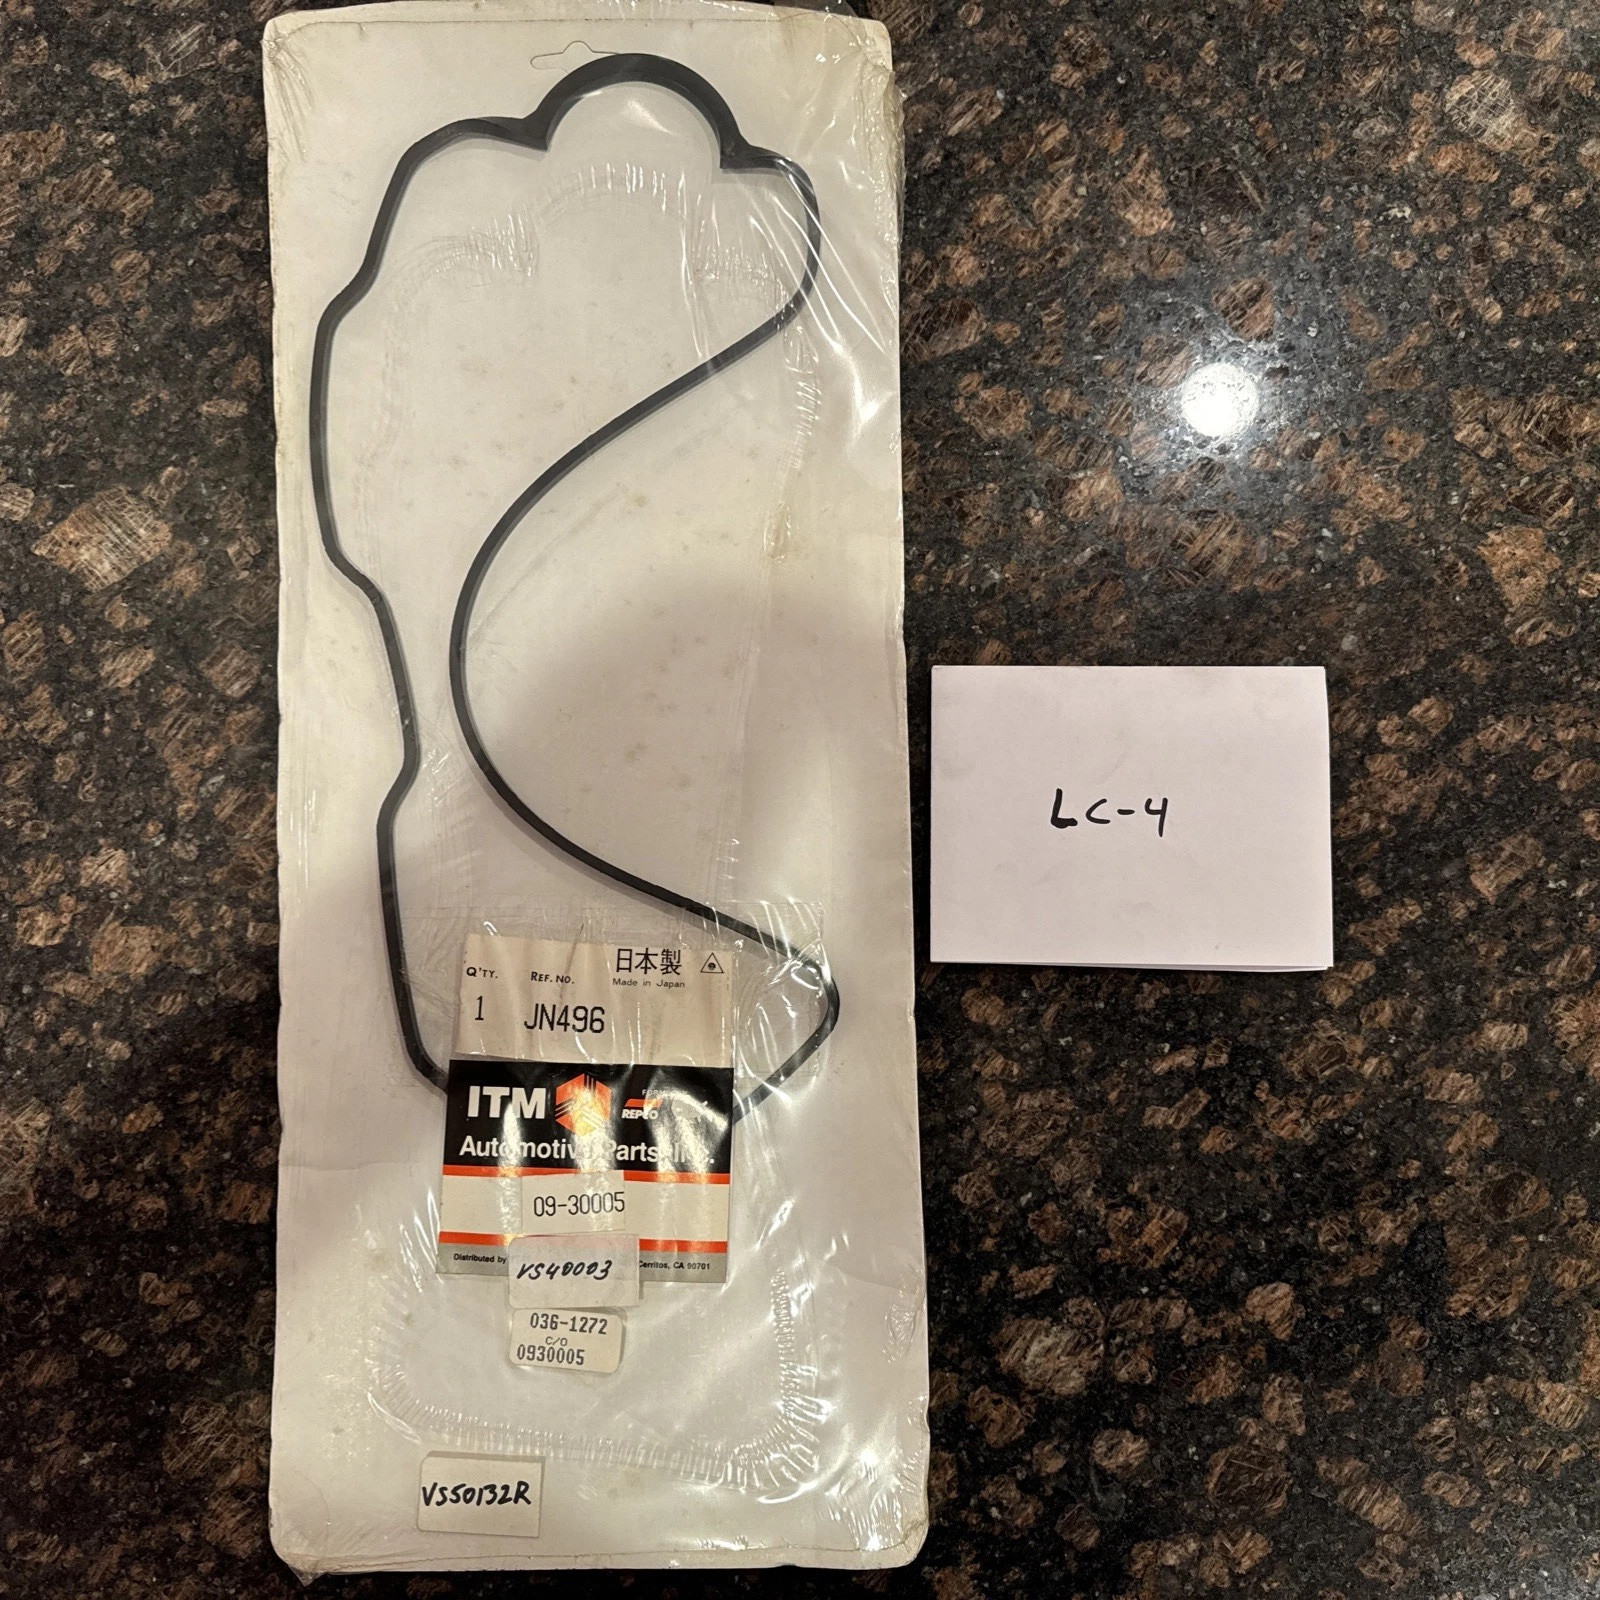 Q'TY. REF. NO. 日本製
Made in Japan
1 JN496
ITM
REPCO
Automotive Parts, Inc.
09-30005
Distributed by
Cerritos, CA 90701
VS40003
036-1272
C/O
0930005
VS50132R
LC-4